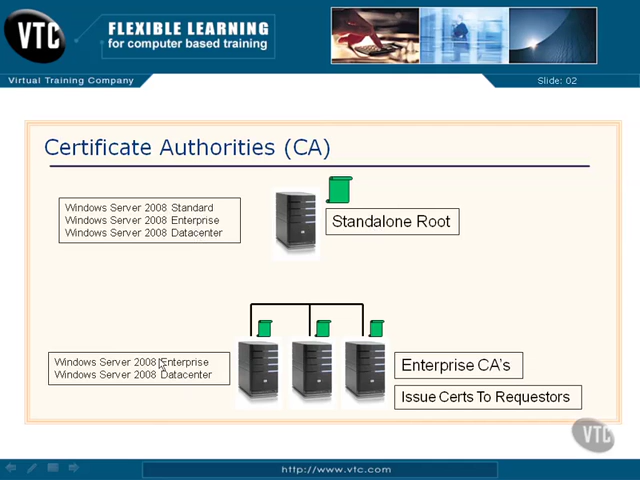 VTC
FLEXIBLE LEARNING
for computer based training
Virtual Training Company
Slide: 02
Certificate Authorities (CA)
Windows Server 2008 Standard
Windows Server 2008 Enterprise
Windows Server 2008 Datacenter
Standalone Root
Windows Server 2008 Enterprise
Windows Server 2008 Datacenter
Enterprise CA's
Issue Certs To Requestors
VTC
http://www.vtc.com